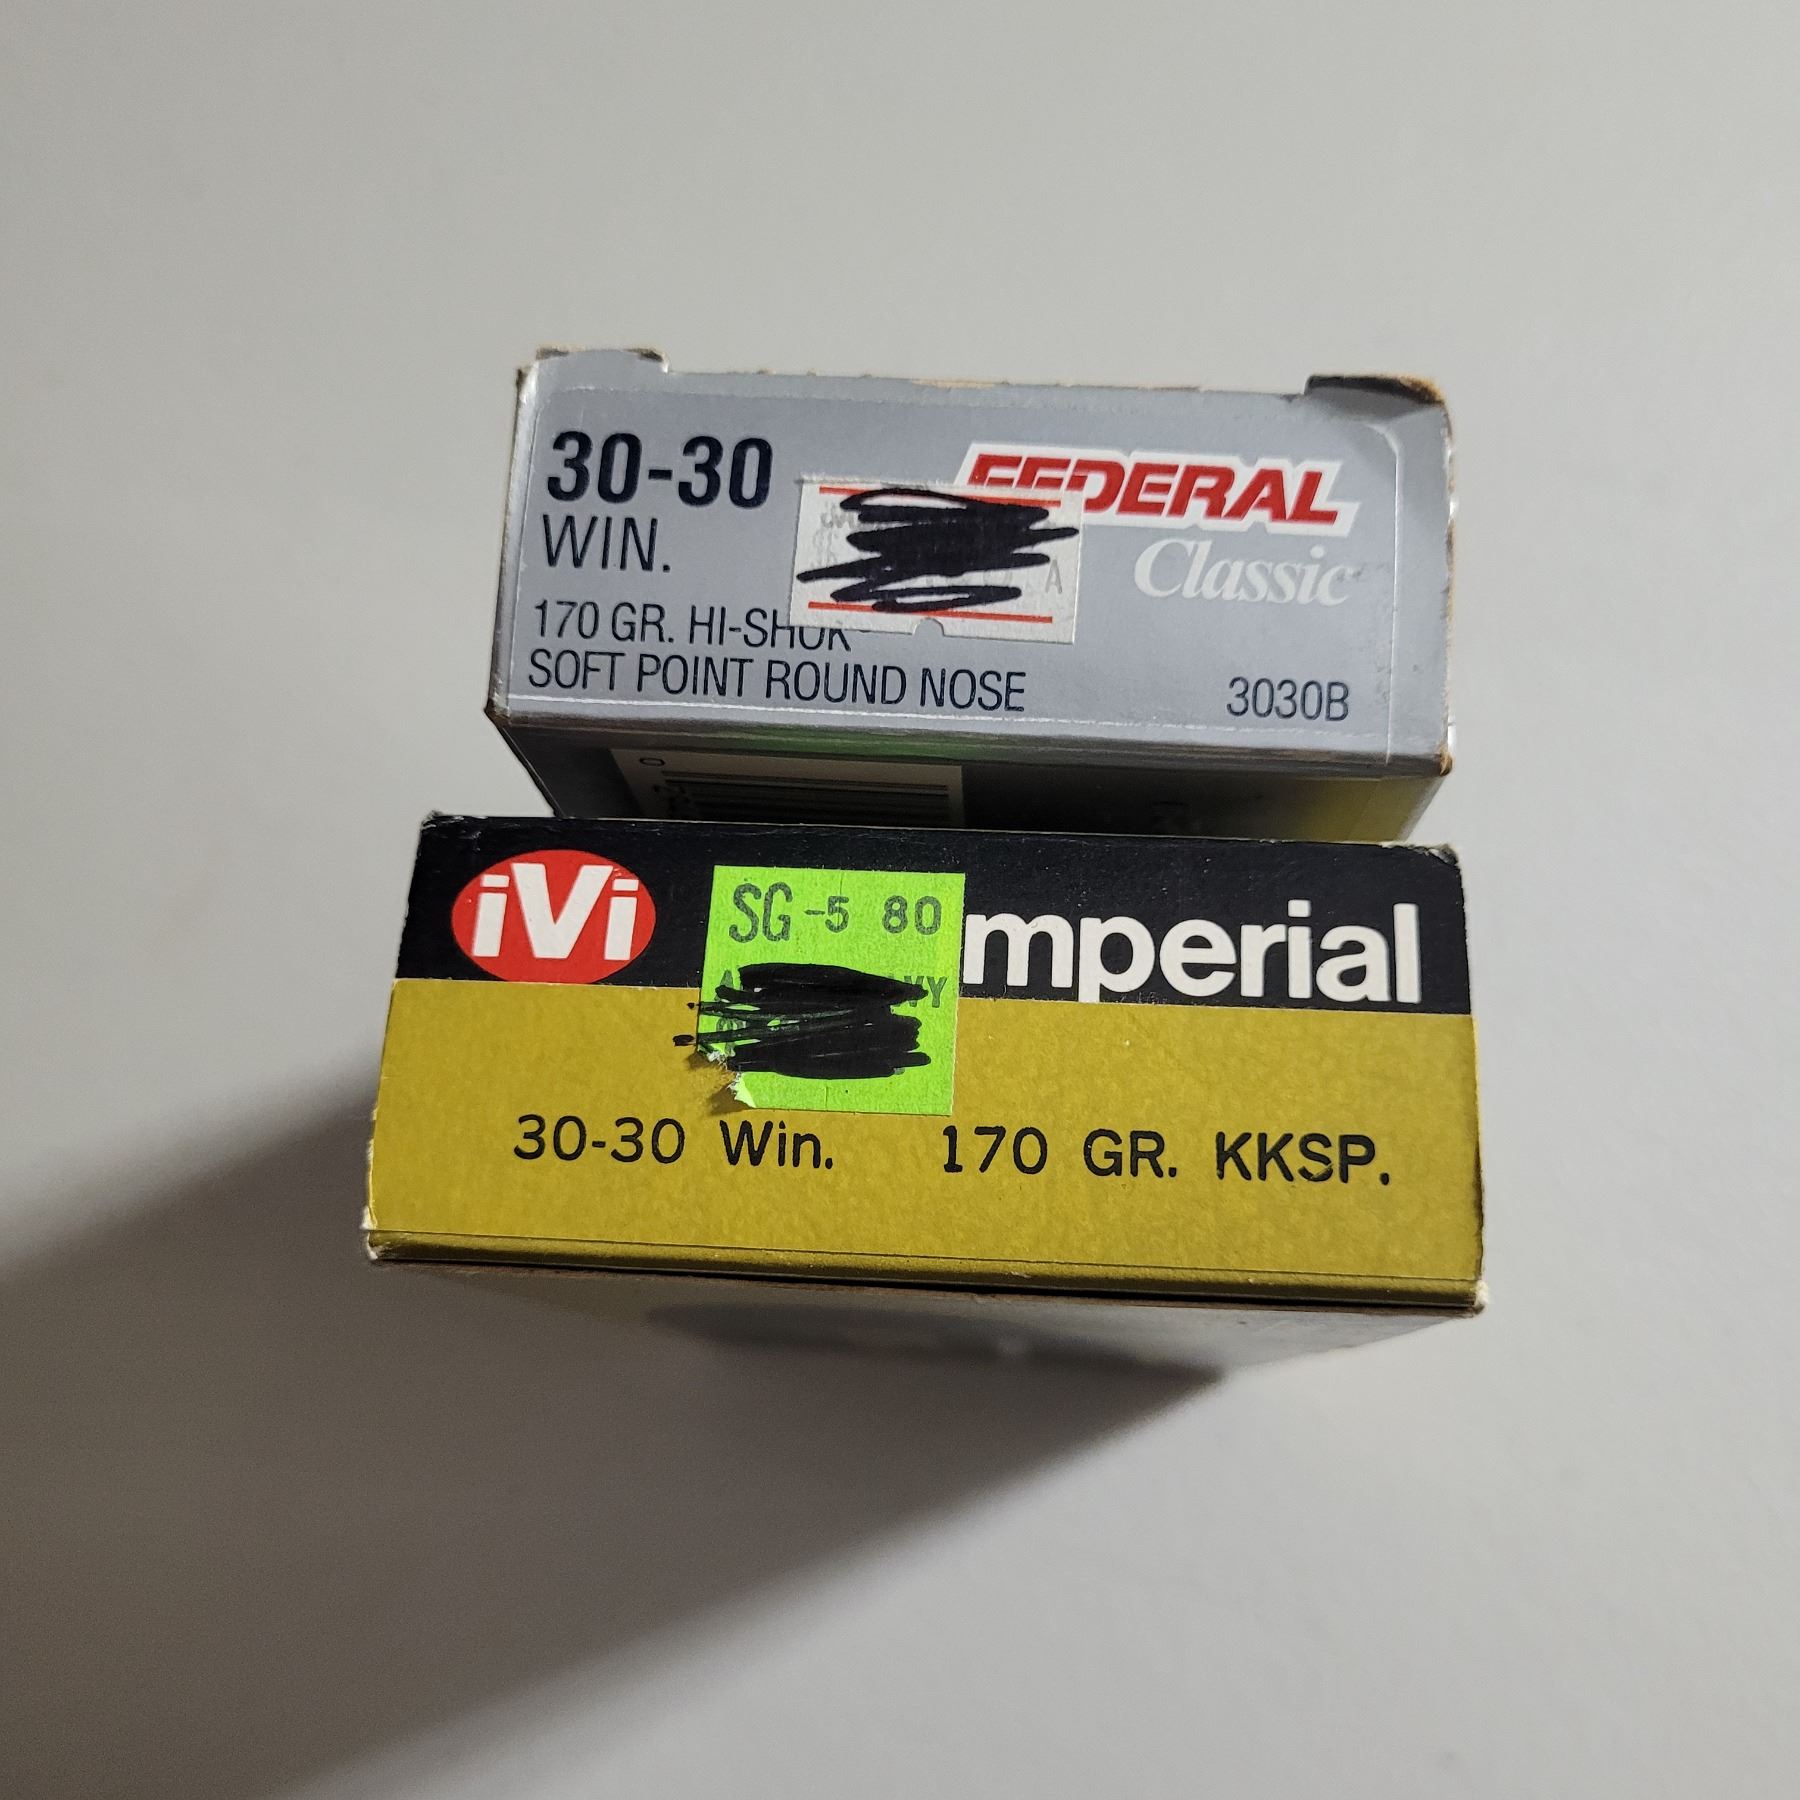 30-30
WIN.
FEDERAL
Classic
A
170 GR. HI-SHOK
SOFT POINT ROUND NOSE
3030B
iVi
SG -5 80
mperial
30-30 Win. 170 GR. KKSP.